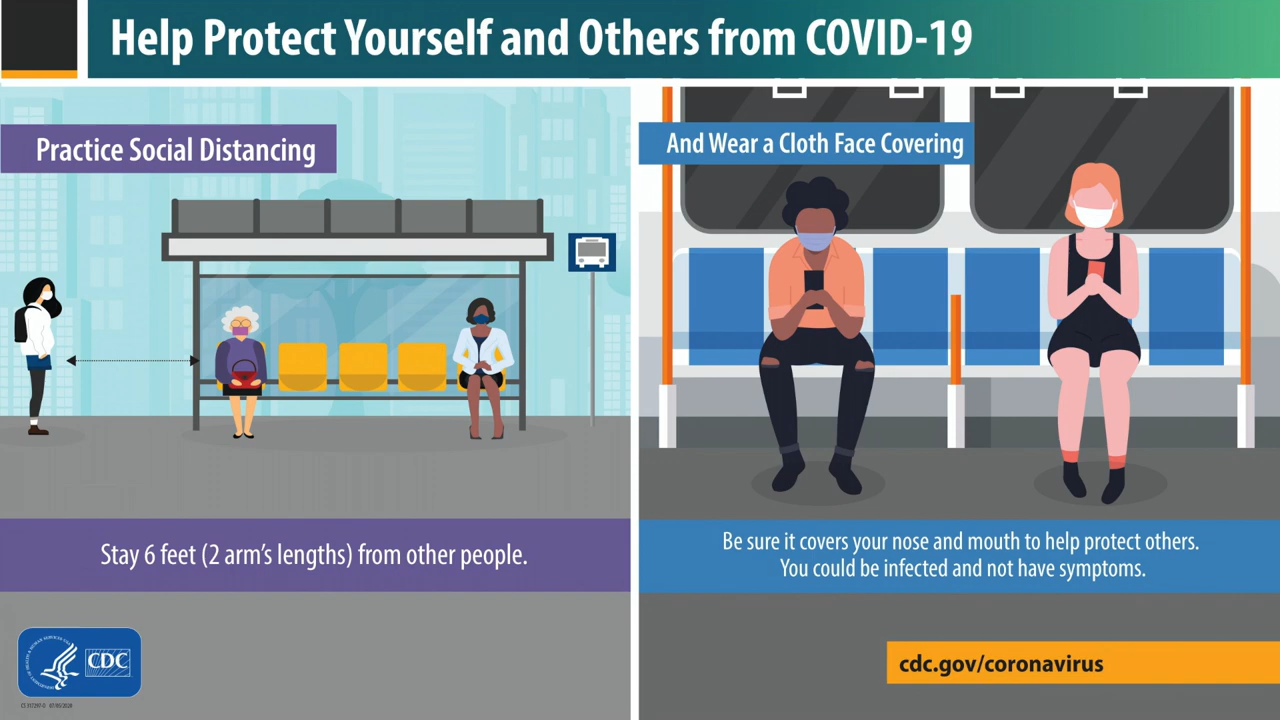 Help Protect Yourself and Others from COVID-19
Practice Social Distancing
Stay 6 feet (2 arm's lengths) from other people.
And Wear a Cloth Face Covering
Be sure it covers your nose and mouth to help protect others.
You could be infected and not have symptoms.
CDC
cdc.gov/coronavirus